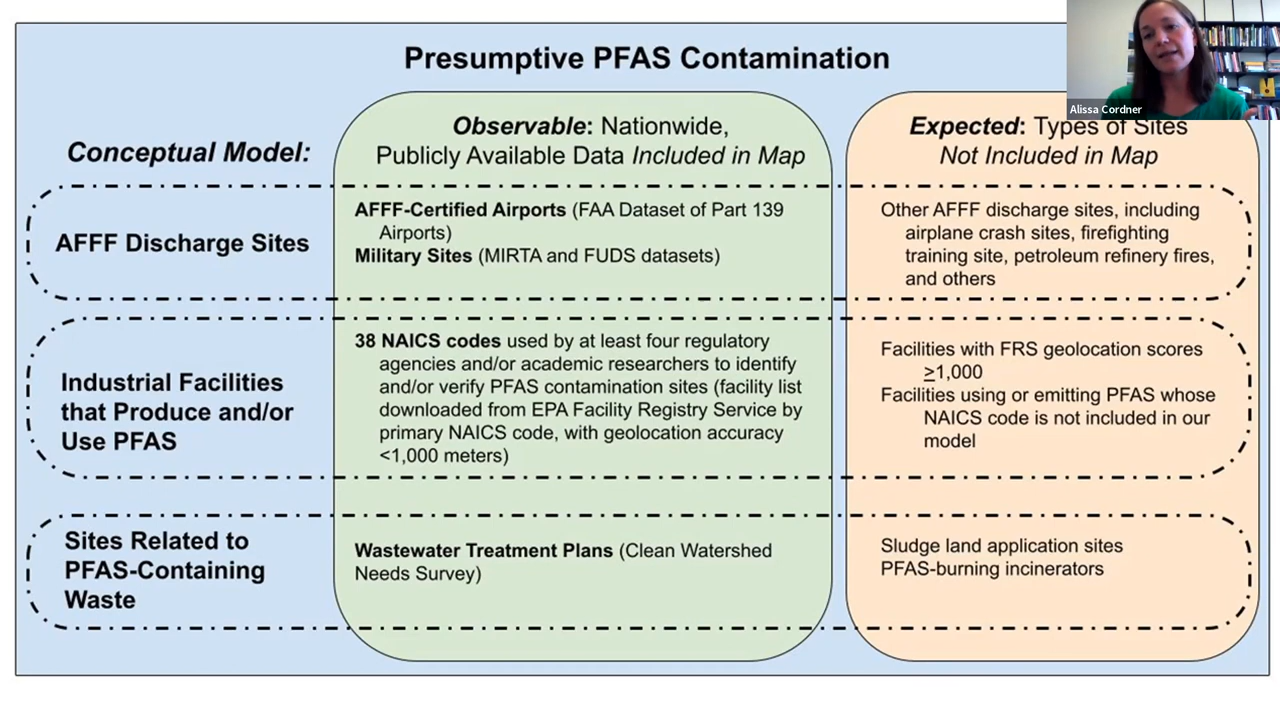 Presumptive PFAS Contamination
Alissa Cordner
Conceptual Model:
Observable: Nationwide,
Publicly Available Data Included in Map
Expected: Types of Sites
Not Included in Map
AFFF Discharge Sites
AFFF-Certified Airports (FAA Dataset of Part 139
Airports)
Military Sites (MIRTA and FUDS datasets)
Other AFFF discharge sites, including
airplane crash sites, firefighting
training site, petroleum refinery fires,
and others
Industrial Facilities
that Produce and/or
Use PFAS
38 NAICS codes used by at least four regulatory
agencies and/or academic researchers to identify
and/or verify PFAS contamination sites (facility list
downloaded from EPA Facility Registry Service by
primary NAICS code, with geolocation accuracy
<1,000 meters)
Facilities with FRS geolocation scores
≥1,000
Facilities using or emitting PFAS whose
NAICS code is not included in our
model
Sites Related to
PFAS-Containing
Waste
Wastewater Treatment Plans (Clean Watershed
Needs Survey)
Sludge land application sites
PFAS-burning incinerators